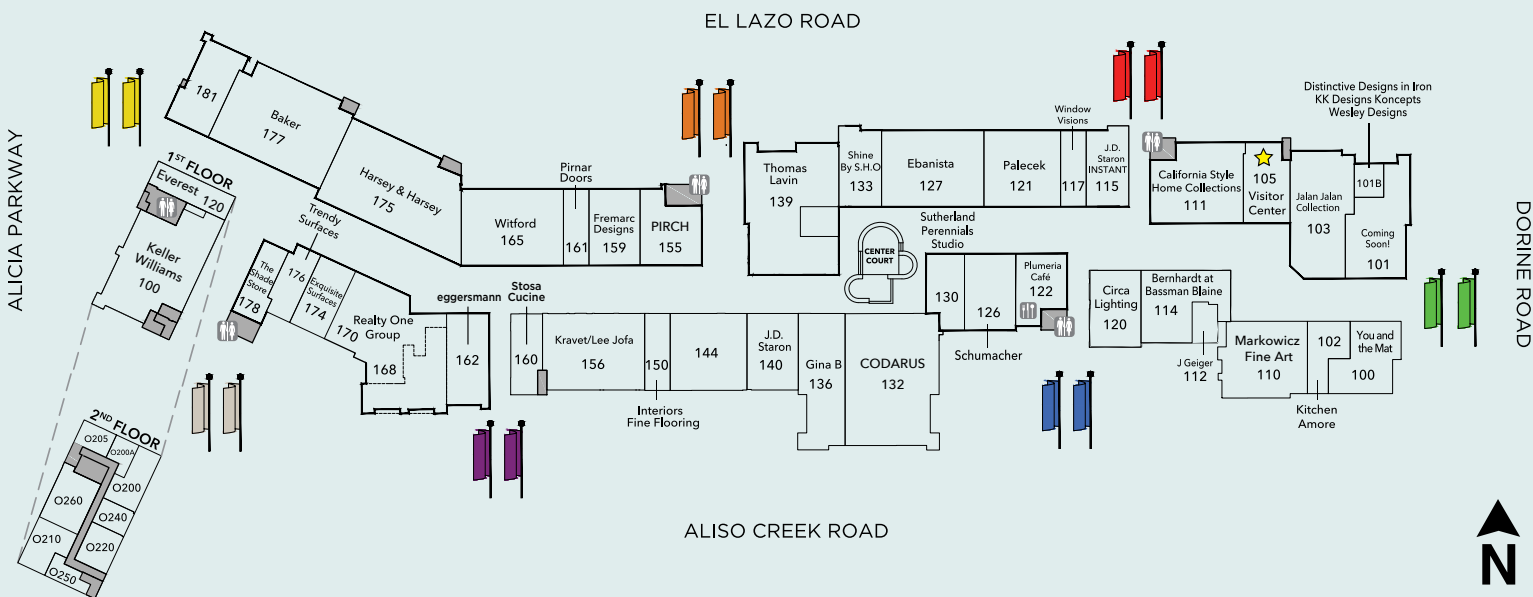 EL LAZO ROAD
ALICIA PARKWAY
DORINE ROAD
ALISO CREEK ROAD
181
Baker
177
Harsey & Harsey
175
Witford
165
Pirnar
Doors
161
Fremarc
Designs
159
PIRCH
155
Thomas
Lavin
139
Shine
By S.H.O
133
Ebanista
127
Palecek
121
Window
Visions
117
J.D.
Staron
INSTANT
115
California Style
Home Collections
111
105
Visitor
Center
Jalan Jalan
Collection
103
Distinctive Designs in Iron
KK Designs Koncepts
Wesley Designs
101B
Coming
Soon!
101
1ST FLOOR
Everest 120
Keller
Williams
100
Trendy
Surfaces
176
The
Shade
Store
178
Exquisite
Surfaces
174
170
Realty One
Group
168
eggersmann
162
Stosa
Cucine
160
Kravet/Lee Jofa
156
150
Interiors
Fine Flooring
144
J.D.
Staron
140
Gina B
136
CODARUS
132
CENTER
COURT
Sutherland
Perennials
Studio
130
126
Schumacher
Plumeria
Café
122
Circa
Lighting
120
Bernhardt at
Bassman Blaine
114
J Geiger
112
Markowicz
Fine Art
110
102
Kitchen
Amore
You and
the Mat
100
2ND FLOOR
O205
O200A
O200
O260
O240
O210
O220
O250
N